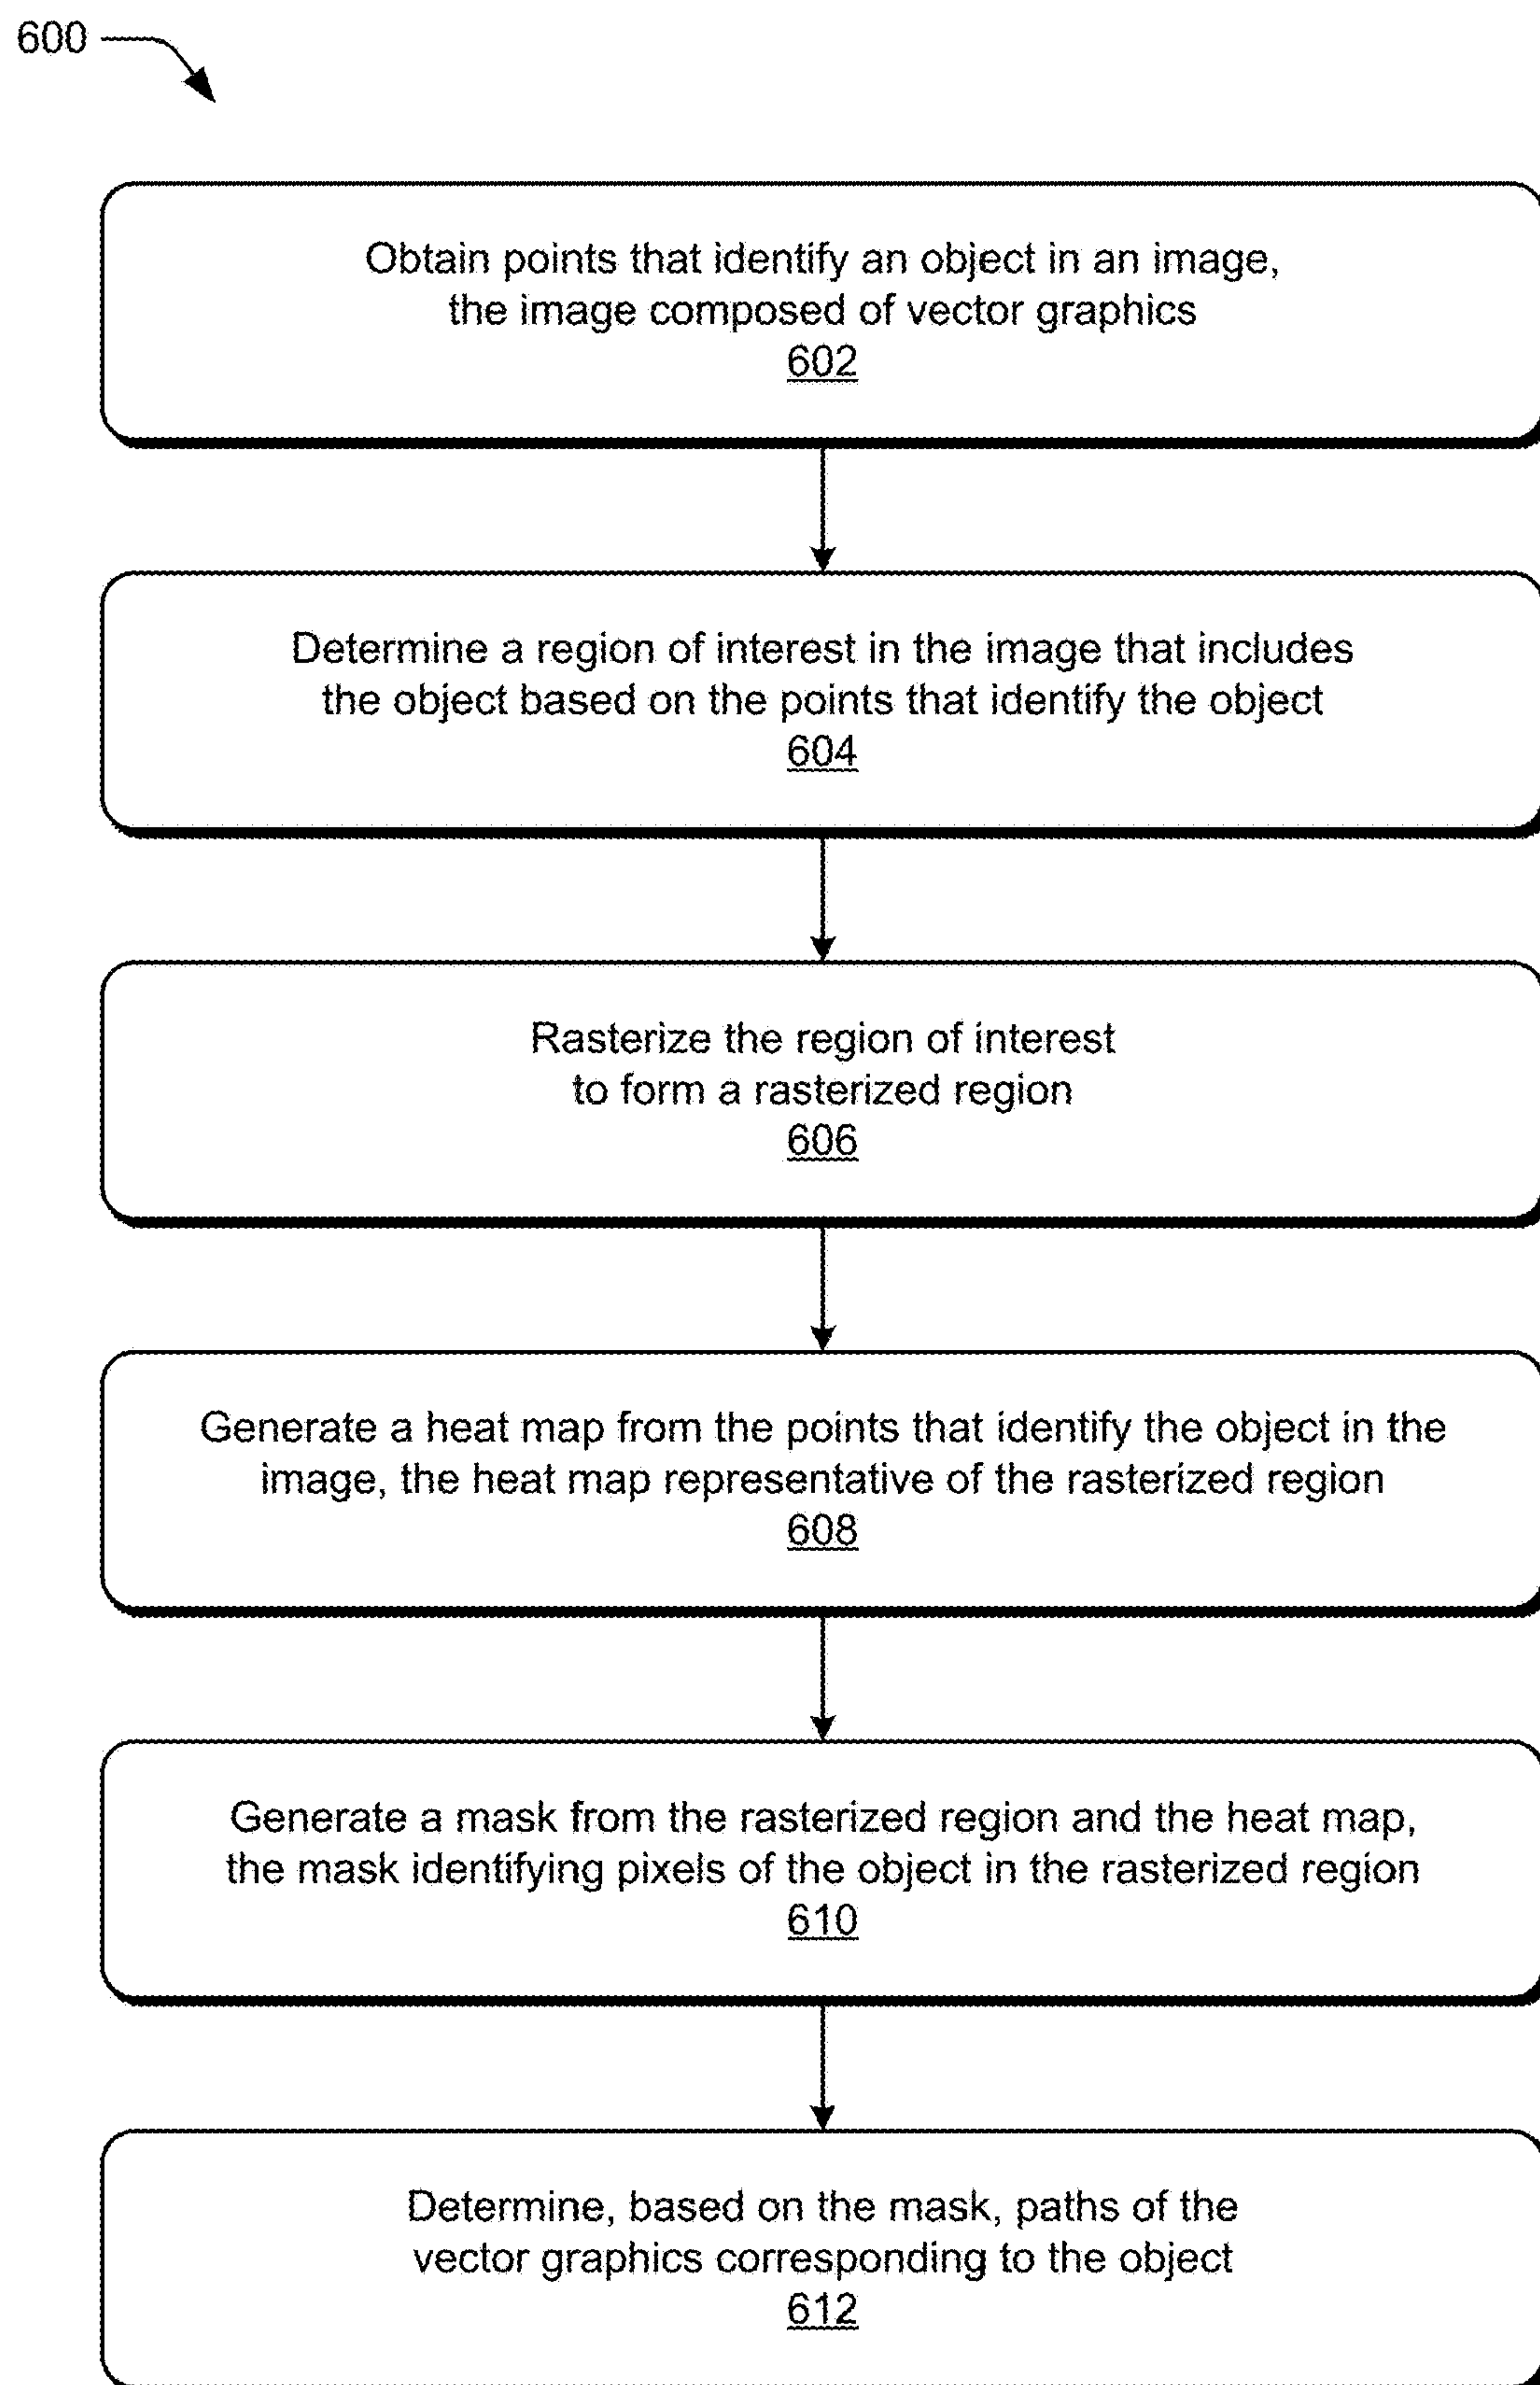 600
Obtain points that identify an object in an image,
the image composed of vector graphics
602
Determine a region of interest in the image that includes
the object based on the points that identify the object
604
Rasterize the region of interest
to form a rasterized region
606
Generate a heat map from the points that identify the object in the
image, the heat map representative of the rasterized region
608
Generate a mask from the rasterized region and the heat map,
the mask identifying pixels of the object in the rasterized region
610
Determine, based on the mask, paths of the
vector graphics corresponding to the object
612